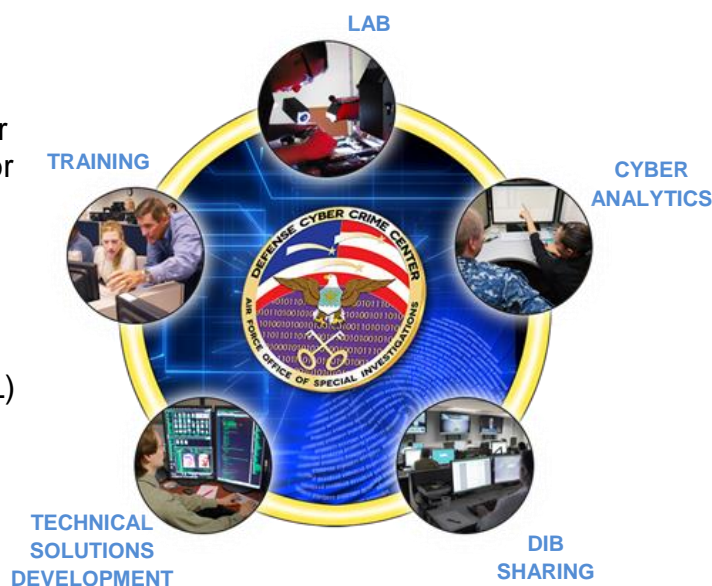 LAB
r
or
TRAINING
CYBER
ANALYTICS
DEFENSE CYBER CRIME CENTER
AIR FORCE OFFICE OF SPECIAL INVESTIGATIONS
L)
TECHNICAL
SOLUTIONS
DEVELOPMENT
DIB
SHARING